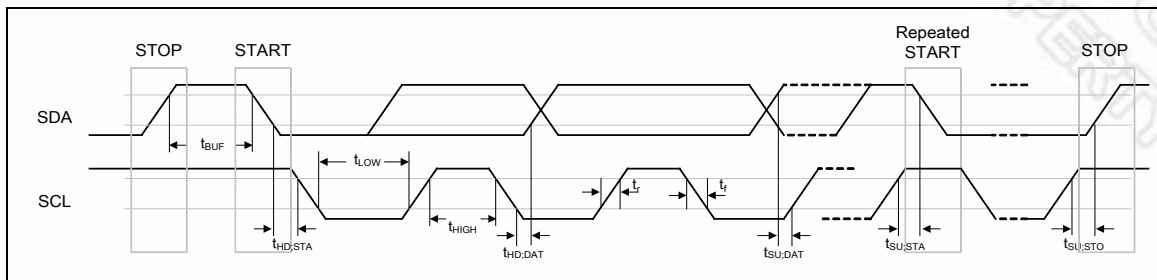 STOP START Repeated START STOP
SDA
tBUF
tLOW
SCL
tr tf
tHIGH
tHD;STA tHD;DAT tSU;DAT tSU;STA tSU;STO